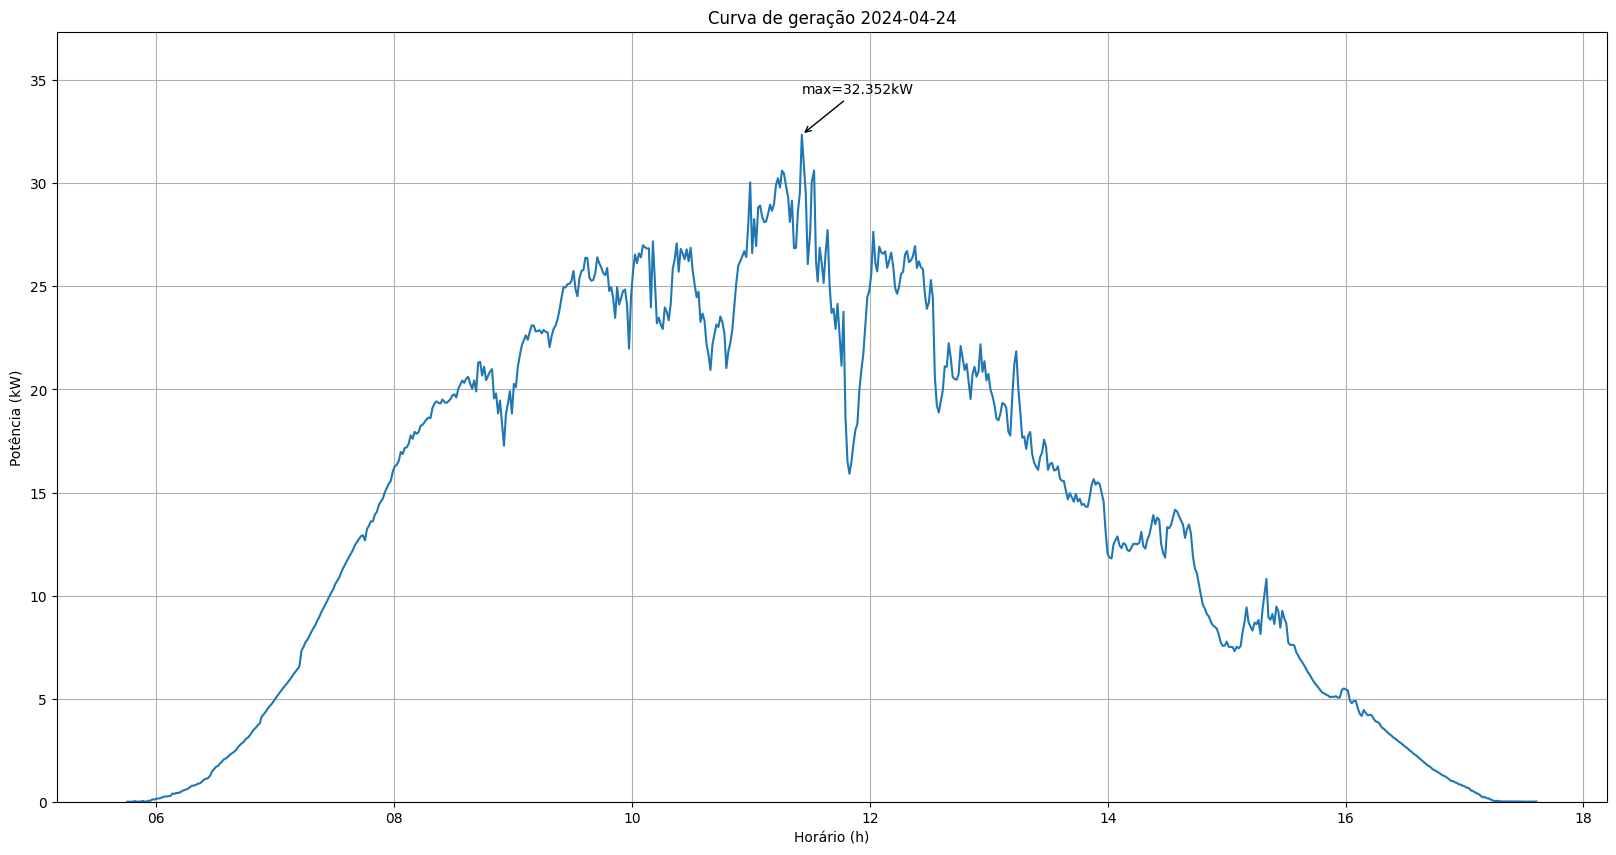 Curva de geração 2024-04-24
max=32.352kW
Potência (kW)
35
30
25
20
15
10
5
0
06 08 10 12 14 16 18
Horário (h)